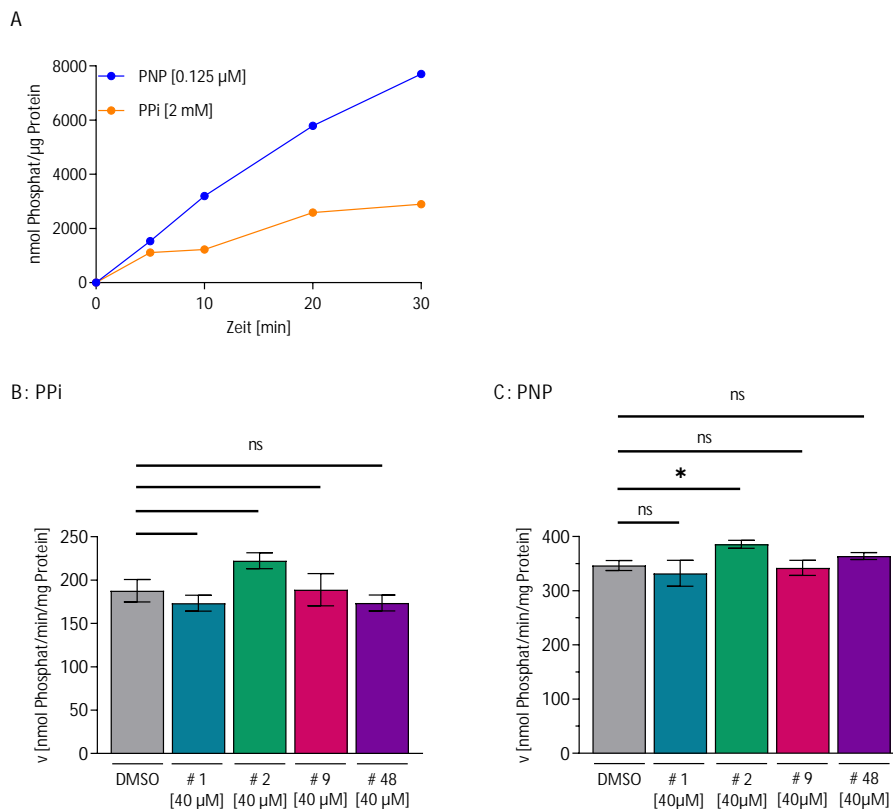 A
nmol Phosphat/µg Protein
8000
6000
4000
2000
0
PNP [0.125 µM]
PPi [2 mM]
0 10 20 30
Zeit [min]
B: PPi
ns
v [nmol Phosphat/min/mg Protein]
250
200
150
100
50
0
DMSO # 1 # 2 # 9 # 48
[40 µM] [40 µM] [40 µM] [40 µM]
C: PNP
ns
ns
*
ns
v [nmol Phosphat/min/mg Protein]
400
300
300
200
100
0
DMSO # 1 # 2 # 9 # 48
[40µM] [40µM] [40µM] [40µM]